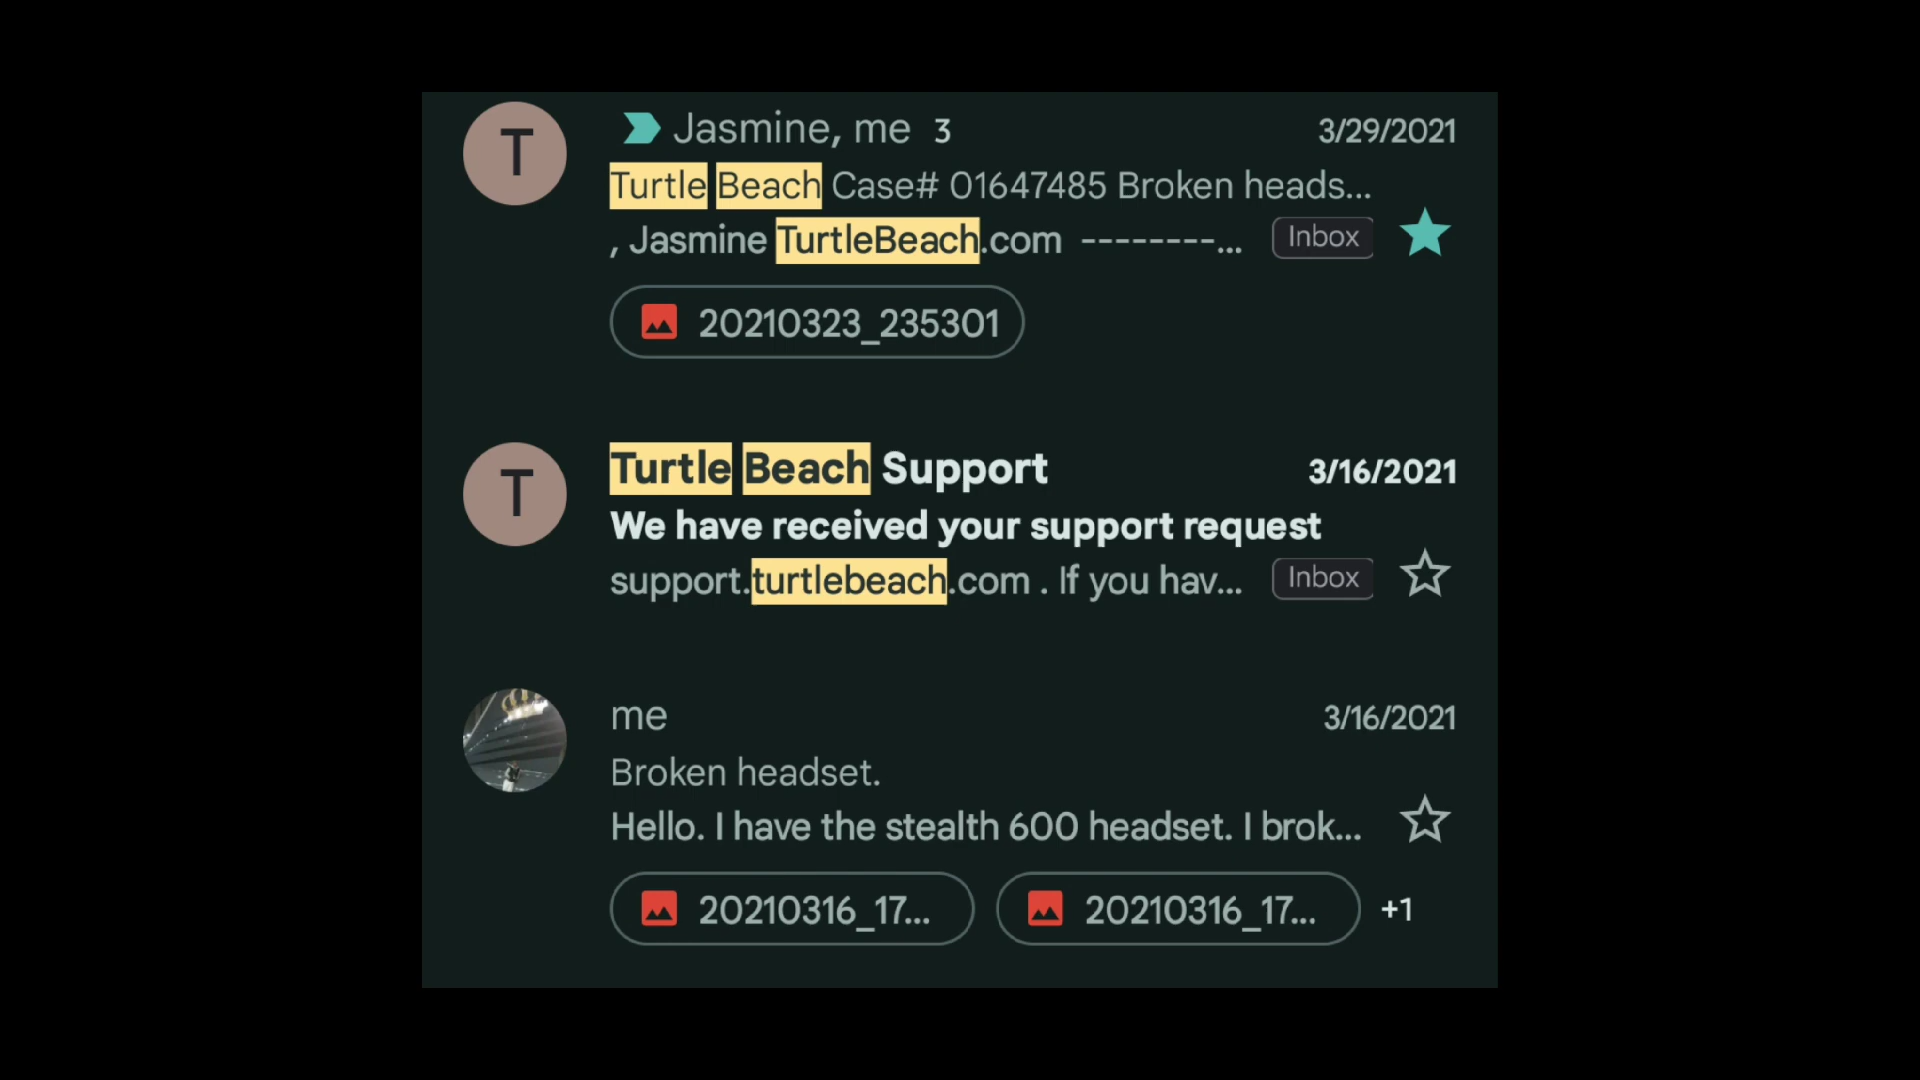 T
Jasmine, me 3
3/29/2021
Turtle Beach Case# 01647485 Broken heads...
, Jasmine TurtleBeach.com --------...
Inbox
20210323_235301
T
Turtle Beach Support
3/16/2021
We have received your support request
support.turtlebeach.com . If you hav...
Inbox
me
3/16/2021
Broken headset.
Hello. I have the stealth 600 headset. I brok...
20210316_17...
20210316_17...
+1